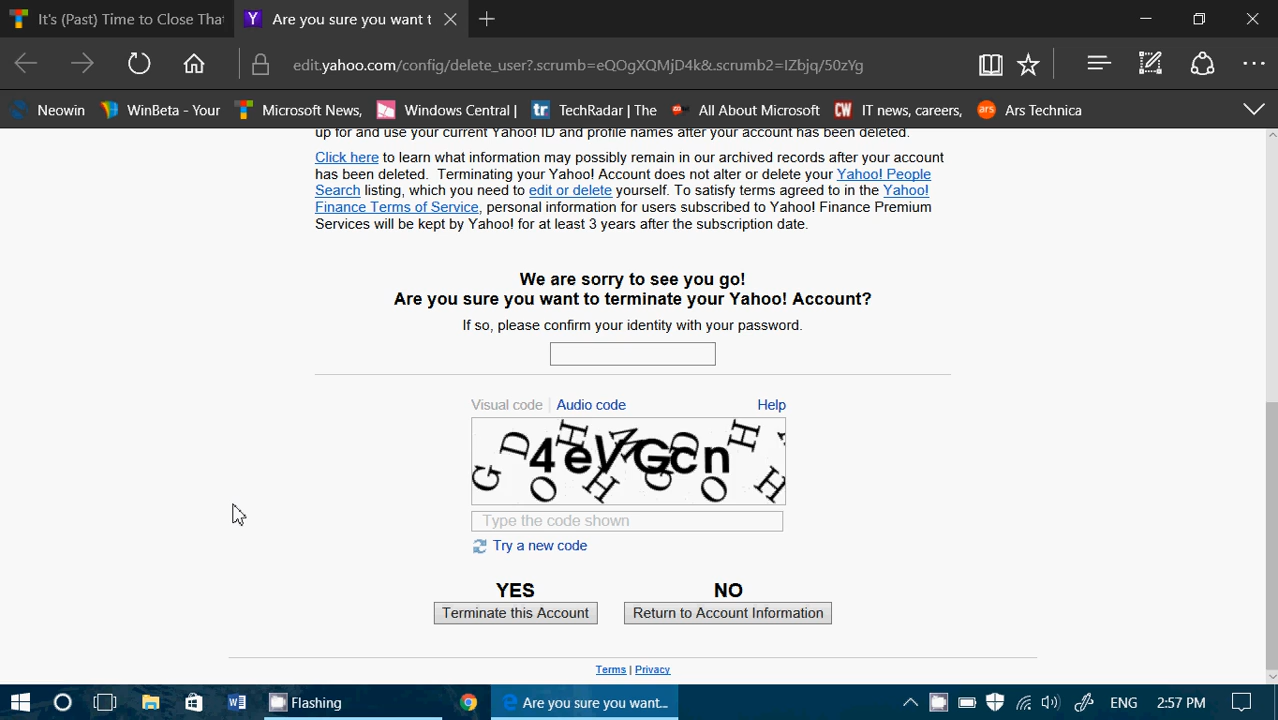 It's (Past) Time to Close That
Are you sure you want t
edit.yahoo.com/config/delete_user?.scrumb=eQOgXQMjD4k&.scrumb2=IZbjq/50zYg
Neowin WinBeta - Your Microsoft News, Windows Central | tr TechRadar | The All About Microsoft CW IT news, careers, ars Ars Technica
up for and use your current Yahoo! ID and profile names after your account has been deleted.
Click here to learn what information may possibly remain in our archived records after your account
has been deleted. Terminating your Yahoo! Account does not alter or delete your Yahoo! People
Search listing, which you need to edit or delete yourself. To satisfy terms agreed to in the Yahoo!
Finance Terms of Service, personal information for users subscribed to Yahoo! Finance Premium
Services will be kept by Yahoo! for at least 3 years after the subscription date.
We are sorry to see you go!
Are you sure you want to terminate your Yahoo! Account?
If so, please confirm your identity with your password.
Visual code | Audio code Help
4eVGcn
Type the code shown
Try a new code
YES NO
Terminate this Account Return to Account Information
Terms | Privacy
Flashing Are you sure you want... ENG 2:57 PM